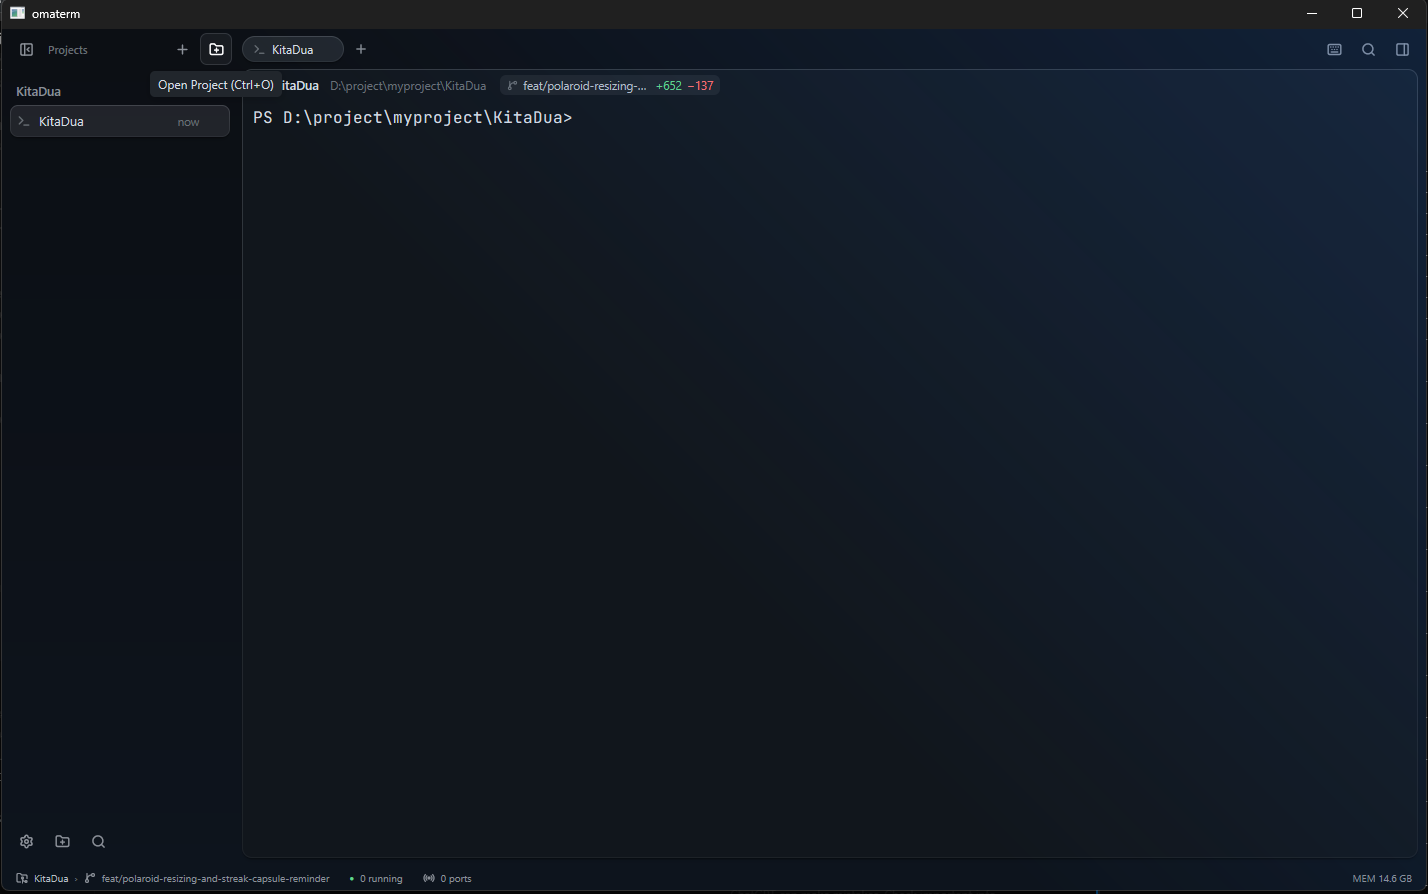 omaterm
Projects
KitaDua
Open Project (Ctrl+O)
itaDua D:\project\myproject\KitaDua feat/polaroid-resizing-... +652 −137
KitaDua
KitaDua now
PS D:\project\myproject\KitaDua>
KitaDua › feat/polaroid-resizing-and-streak-capsule-reminder • 0 running 0 ports MEM 14.6 GB